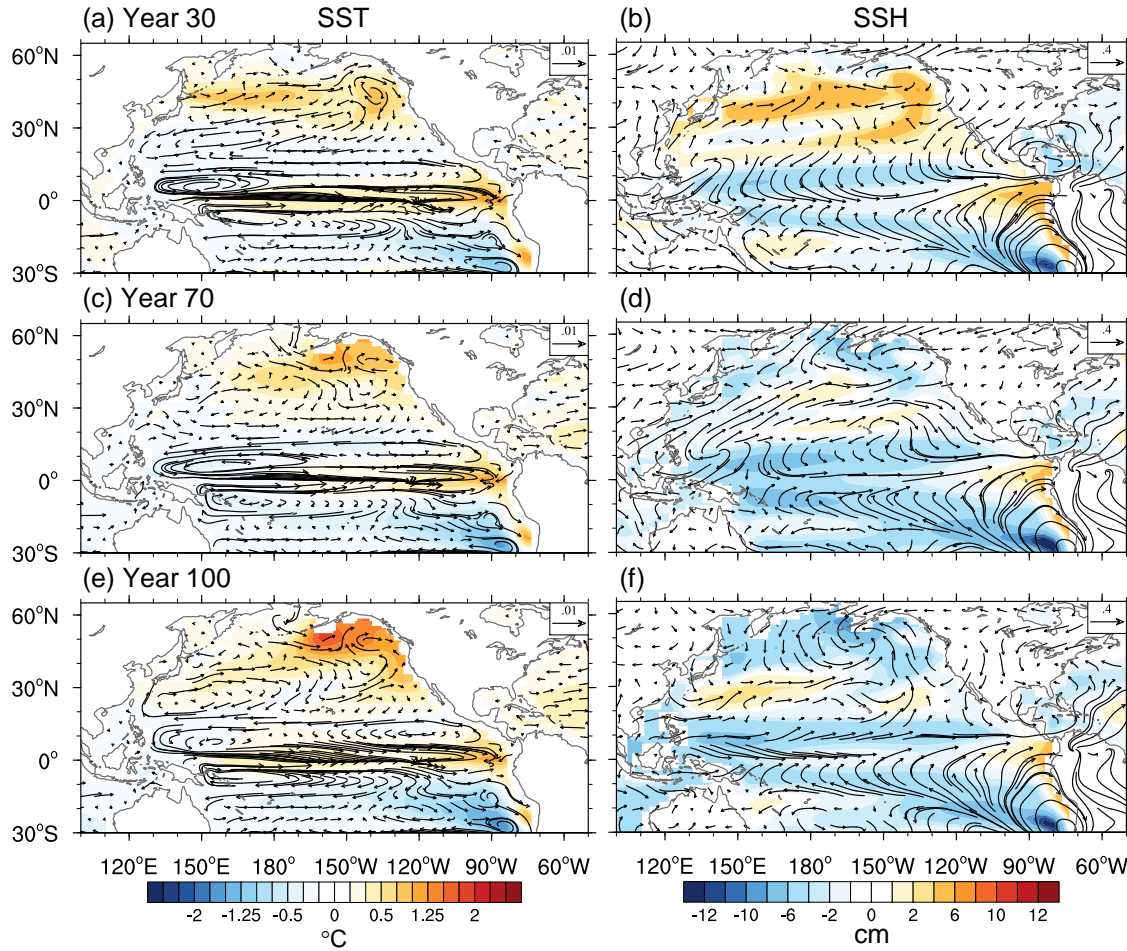 (a) Year 30 SST (b) SSH
60°N .01 .4
30°N
0°
30°S
(c) Year 70 (d)
60°N .01 .4
30°N
0°
30°S
(e) Year 100 (f)
60°N .01 .4
30°N
0°
30°S
120°E 150°E 180° 150°W 120°W 90°W 120°E 150°E 180° 150°W 120°W 90°W 60°W
-2 -1.25 -0.5 0 0.5 1.25 2 -12 -10 -6 -2 0 2 6 10 12
°C cm